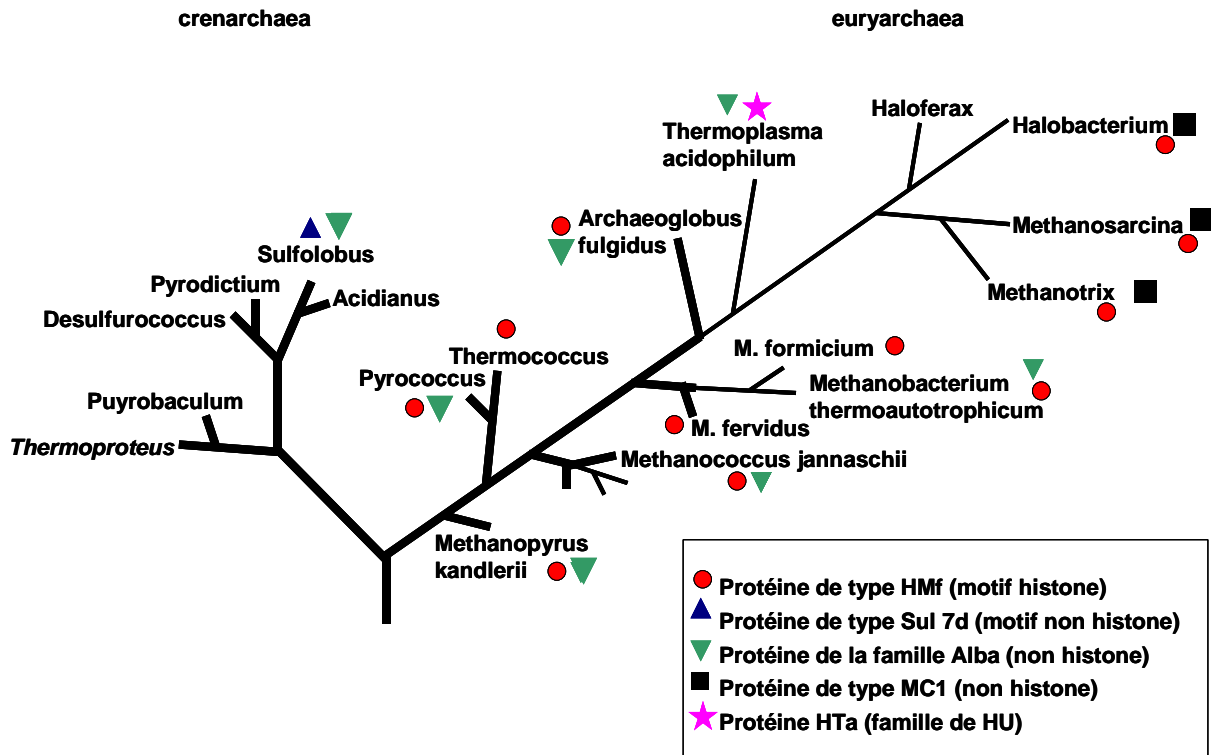 crenarchaea
euryarchaea
Haloferax
Halobacterium
Thermoplasma
acidophilum
Archaeoglobus
fulgidus
Methanosarcina
Sulfolobus
Pyrodictium
Acidianus
Methanotrix
Desulfurococcus
Thermococcus
M. formicium
Pyrococcus
Methanobacterium
thermoautotrophicum
Puyrobaculum
M. fervidus
Thermoproteus
Methanococcus jannaschii
Methanopyrus
kandlerii
Protéine de type HMf (motif histone)
Protéine de type Sul 7d (motif non histone)
Protéine de la famille Alba (non histone)
Protéine de type MC1 (non histone)
Protéine HTa (famille de HU)